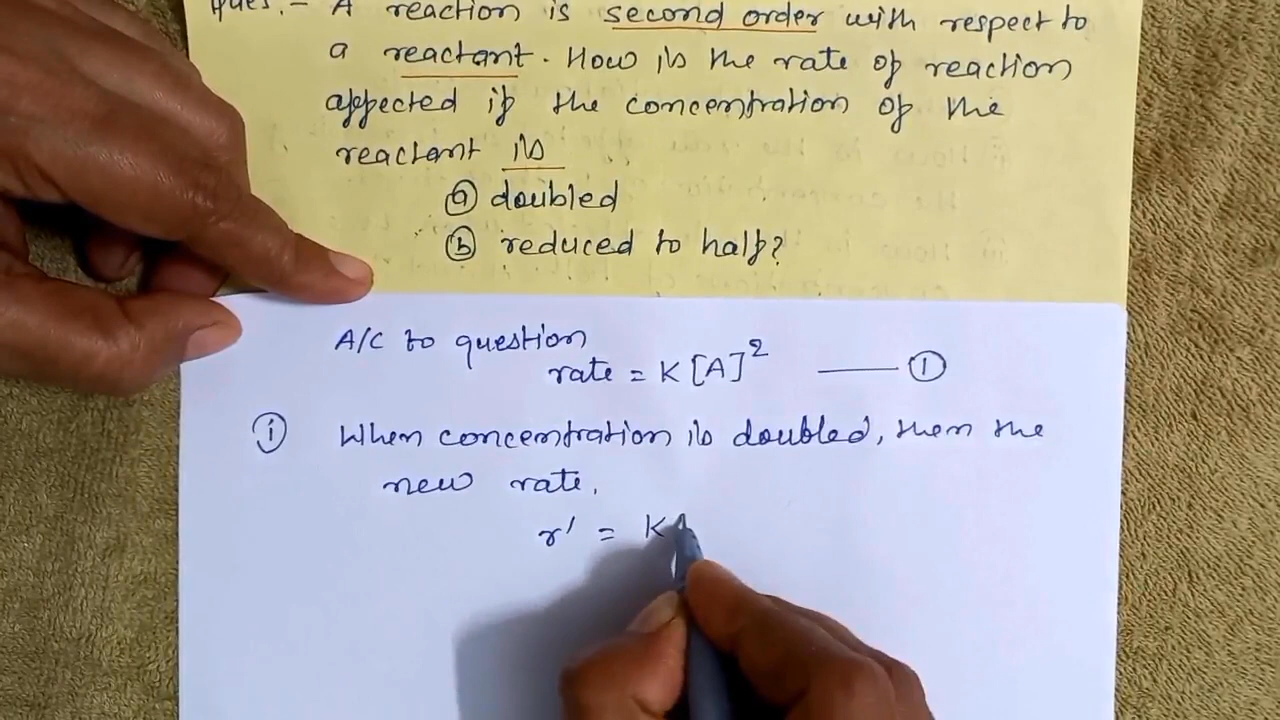 Ques.- A reaction is second order with respect to
a reactant. How is the rate of reaction
affected if the concentration of the
reactant is
(a) doubled
(b) reduced to half?
A/C to question
rate = K[A]² —— (1)
(i) When concentration is doubled, then the
new rate,
r' = K